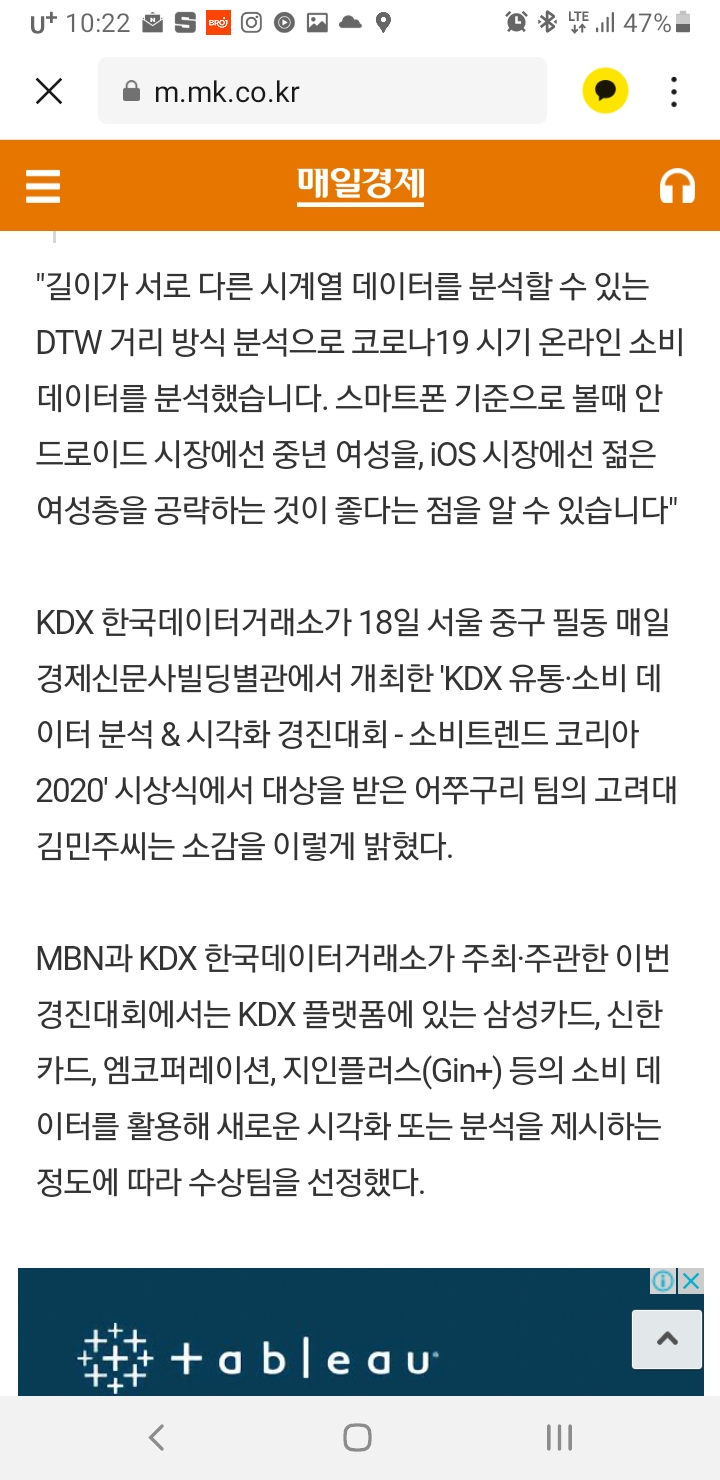 U+ 10:22 LTE 47%
m.mk.co.kr
매일경제
"길이가 서로 다른 시계열 데이터를 분석할 수 있는
DTW 거리 방식 분석으로 코로나19 시기 온라인 소비
데이터를 분석했습니다. 스마트폰 기준으로 볼때 안
드로이드 시장에선 중년 여성을, iOS 시장에선 젊은
여성층을 공략하는 것이 좋다는 점을 알 수 있습니다"
KDX 한국데이터거래소가 18일 서울 중구 필동 매일
경제신문사빌딩별관에서 개최한 'KDX 유통·소비 데
이터 분석 & 시각화 경진대회 - 소비트렌드 코리아
2020' 시상식에서 대상을 받은 어쭈구리 팀의 고려대
김민주씨는 소감을 이렇게 밝혔다.
MBN과 KDX 한국데이터거래소가 주최·주관한 이번
경진대회에서는 KDX 플랫폼에 있는 삼성카드, 신한
카드, 엠코퍼레이션, 지인플러스(Gin+) 등의 소비 데
이터를 활용해 새로운 시각화 또는 분석을 제시하는
정도에 따라 수상팀을 선정했다.
+ableau